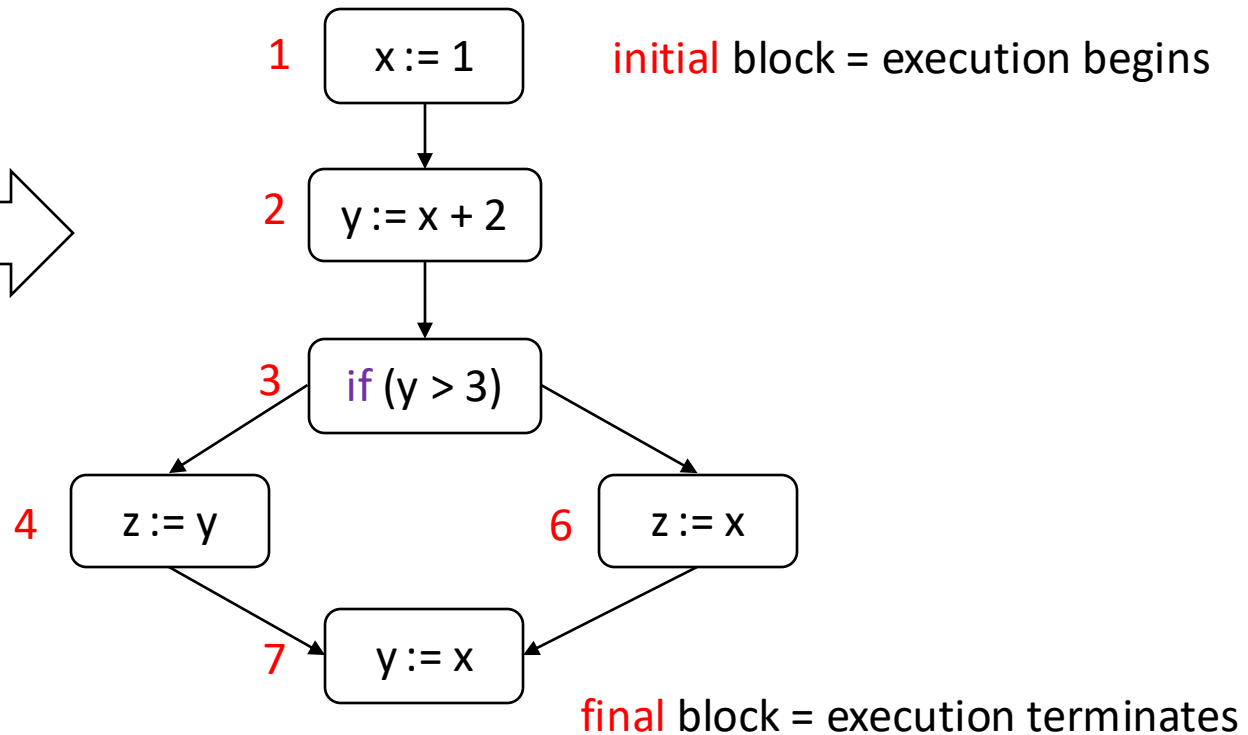 1 x := 1 initial block = execution begins
2 y := x + 2
3 if (y > 3)
4 z := y 6 z := x
7 y := x
final block = execution terminates